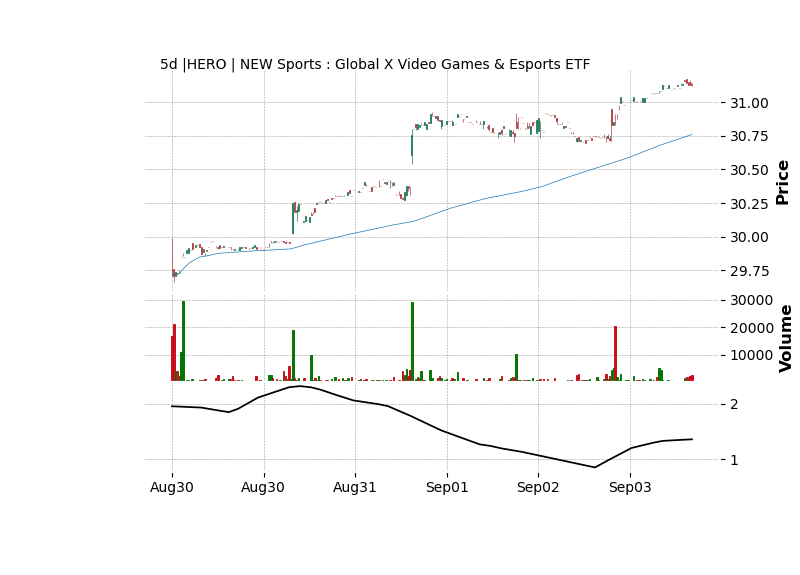 5d |HERO | NEW Sports : Global X Video Games & Esports ETF
31.00
30.75
30.50
30.25
30.00
29.75
Price
30000
20000
10000
Volume
2
1
Aug30 Aug30 Aug31 Sep01 Sep02 Sep03